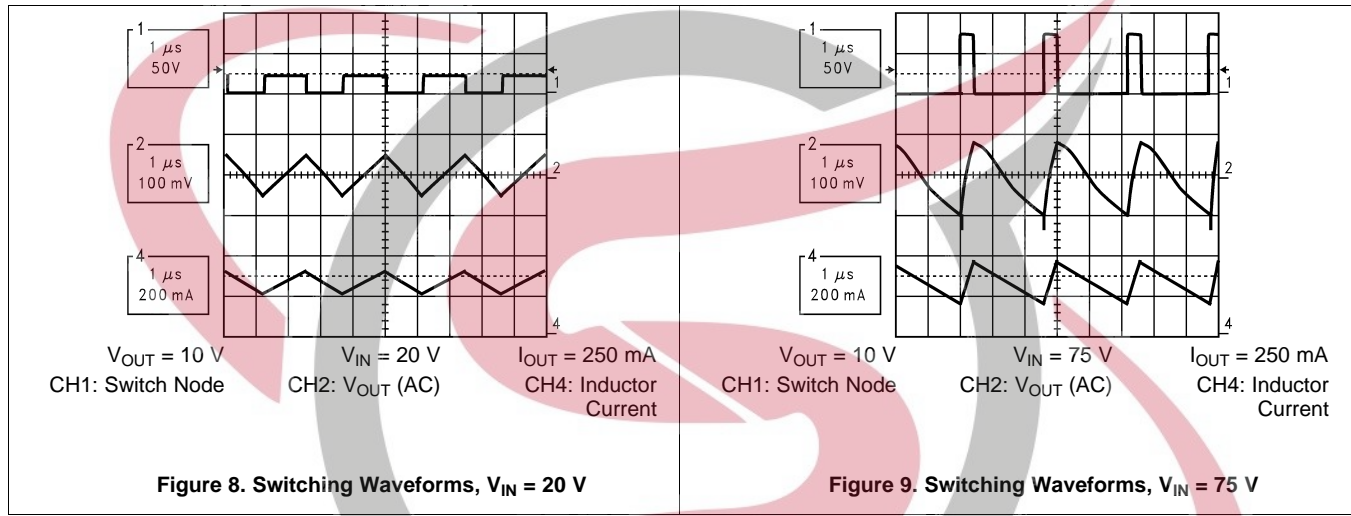 1
1 µs
50V
1
2
1 µs
100 mV
2
4
1 µs
200 mA
4
V_OUT = 10 V V_IN = 20 V I_OUT = 250 mA
CH1: Switch Node CH2: V_OUT (AC) CH4: Inductor
Current
Figure 8. Switching Waveforms, V_IN = 20 V
1
1 µs
50V
1
2
1 µs
100 mV
2
4
1 µs
200 mA
4
V_OUT = 10 V V_IN = 75 V I_OUT = 250 mA
CH1: Switch Node CH2: V_OUT (AC) CH4: Inductor
Current
Figure 9. Switching Waveforms, V_IN = 75 V